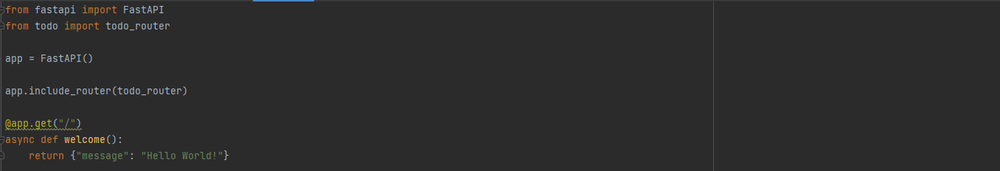 from fastapi import FastAPI
from todo import todo_router
app = FastAPI()
app.include_router(todo_router)
@app.get("/")
async def welcome():
    return {"message": "Hello World!"}